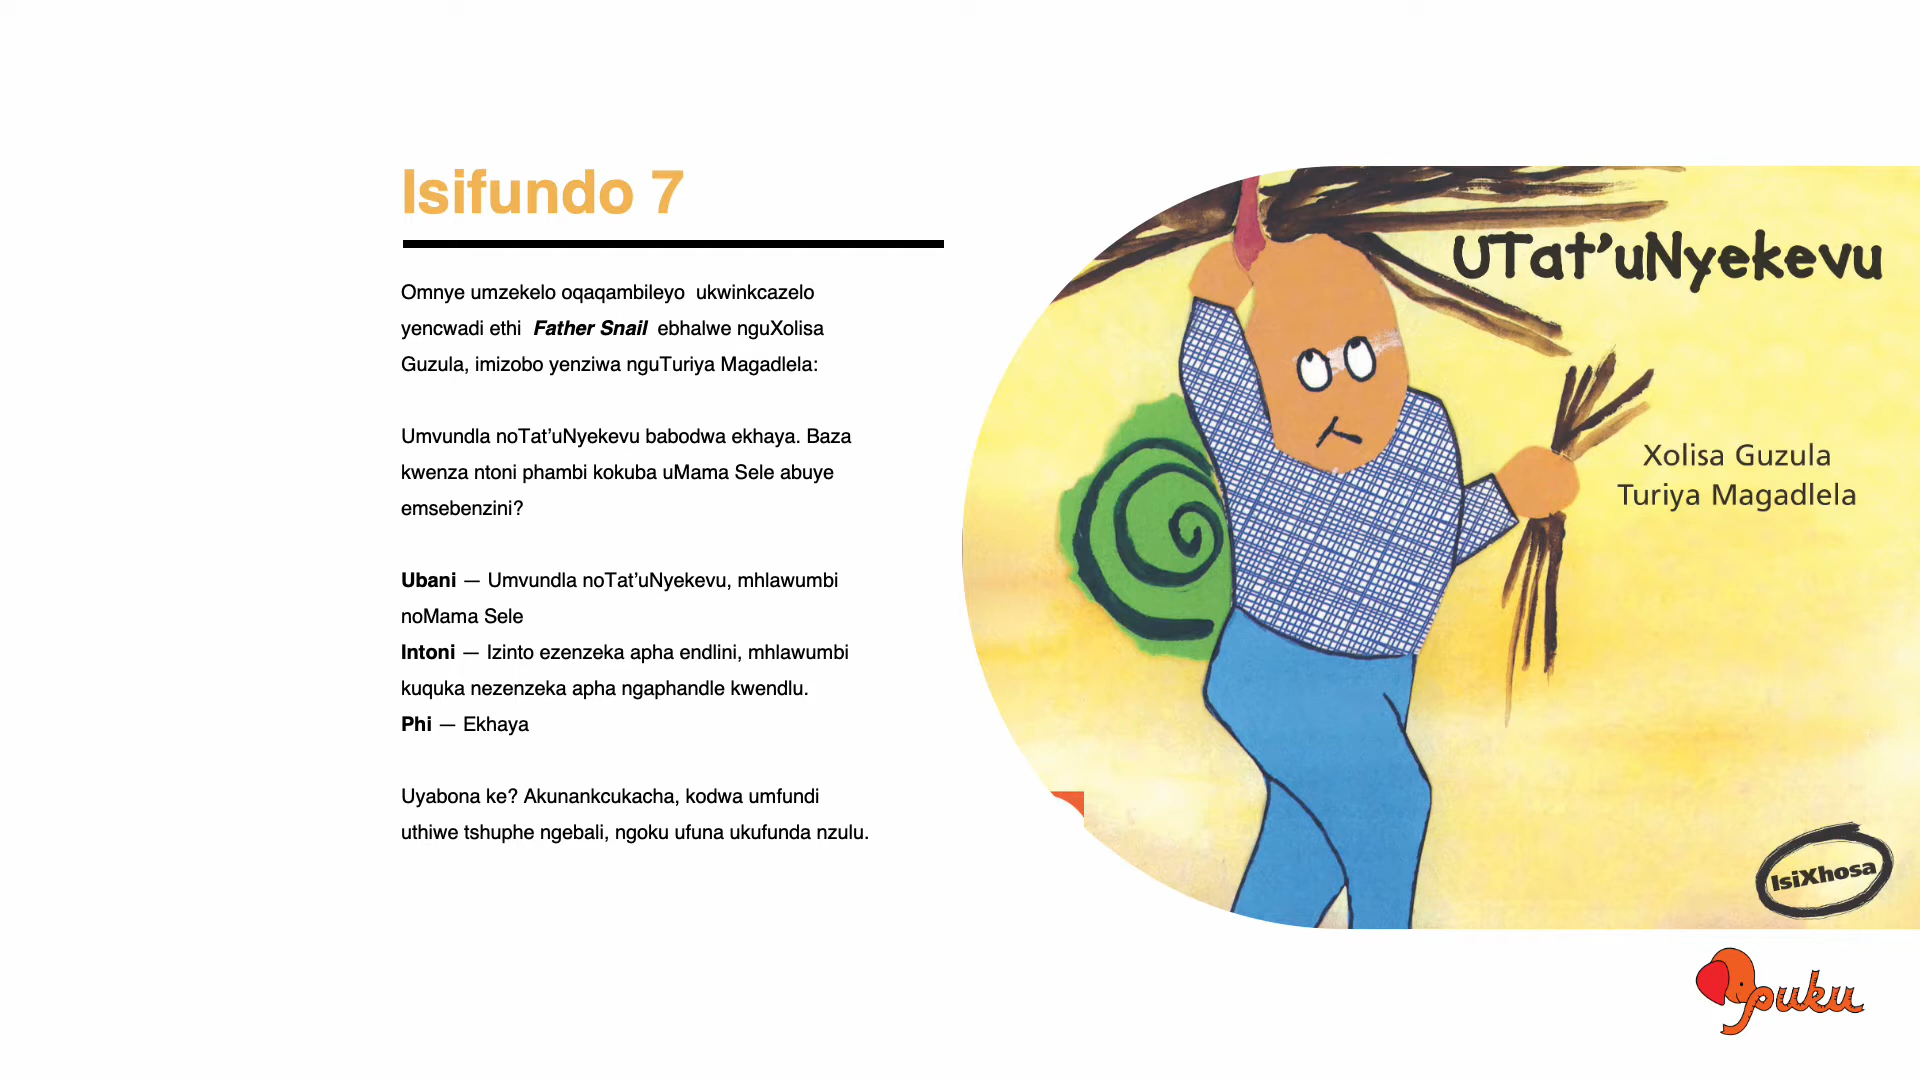 Isifundo 7
Omnye umzekelo oqaqambileyo ukwinkcazelo
yencwadi ethi Father Snail ebhalwe nguXolisa
Guzula, imizobo yenziwa nguTuriya Magadlela:
Umvundla noTat’uNyekevu babodwa ekhaya. Baza
kwenza ntoni phambi kokuba uMama Sele abuye
emsebenzini?
Ubani — Umvundla noTat’uNyekevu, mhlawumbi
noMama Sele
Intoni — Izinto ezenzeka apha endlini, mhlawumbi
kuquka nezenzeka apha ngaphandle kwendlu.
Phi — Ekhaya
Uyabona ke? Akunankcukacha, kodwa umfundi
uthiwe tshuphe ngebali, ngoku ufuna ukufunda nzulu.
UTat’uNyekevu
Xolisa Guzula
Turiya Magadlela
IsiXhosa
puku